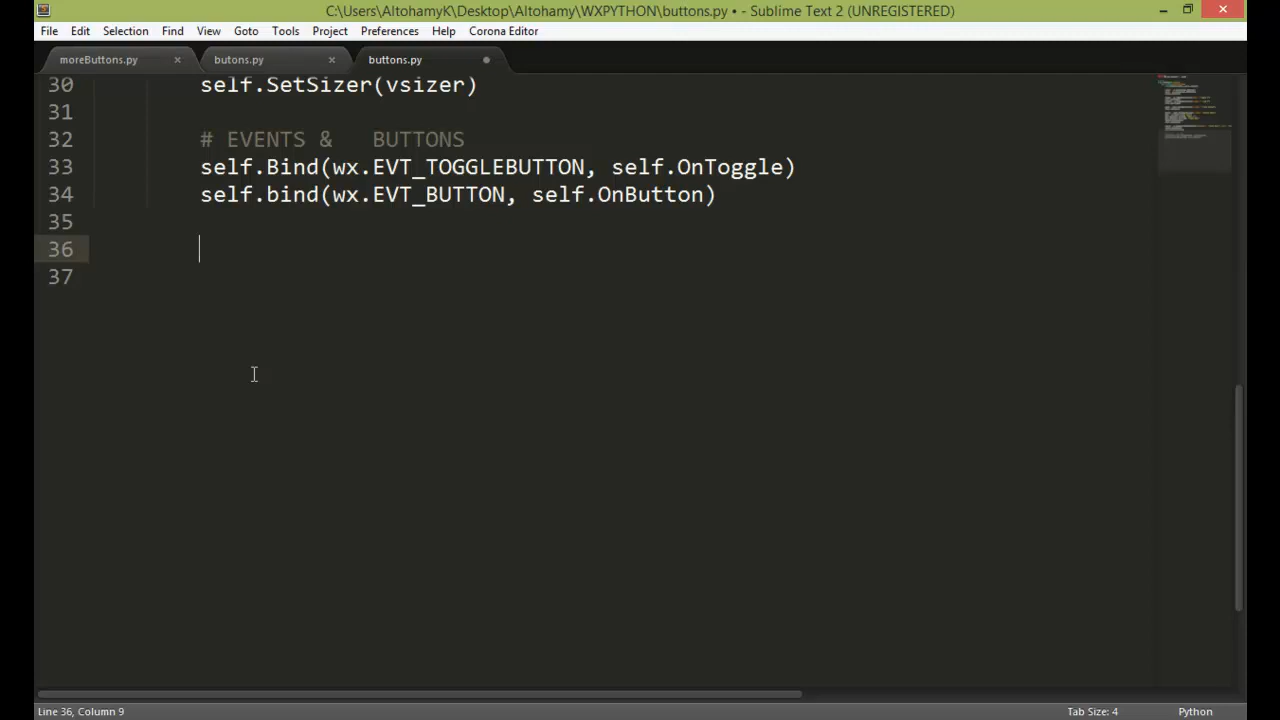 C:\Users\AltohamyK\Desktop\Altohamy\WXPYTHON\buttons.py • - Sublime Text 2 (UNREGISTERED)
File Edit Selection Find View Goto Tools Project Preferences Help Corona Editor
moreButtons.py × butons.py × buttons.py
30 self.SetSizer(vsizer)
31
32 # EVENTS &   BUTTONS
33 self.Bind(wx.EVT_TOGGLEBUTTON, self.OnToggle)
34 self.bind(wx.EVT_BUTTON, self.OnButton)
35
36
37
Line 36, Column 9 Tab Size: 4 Python